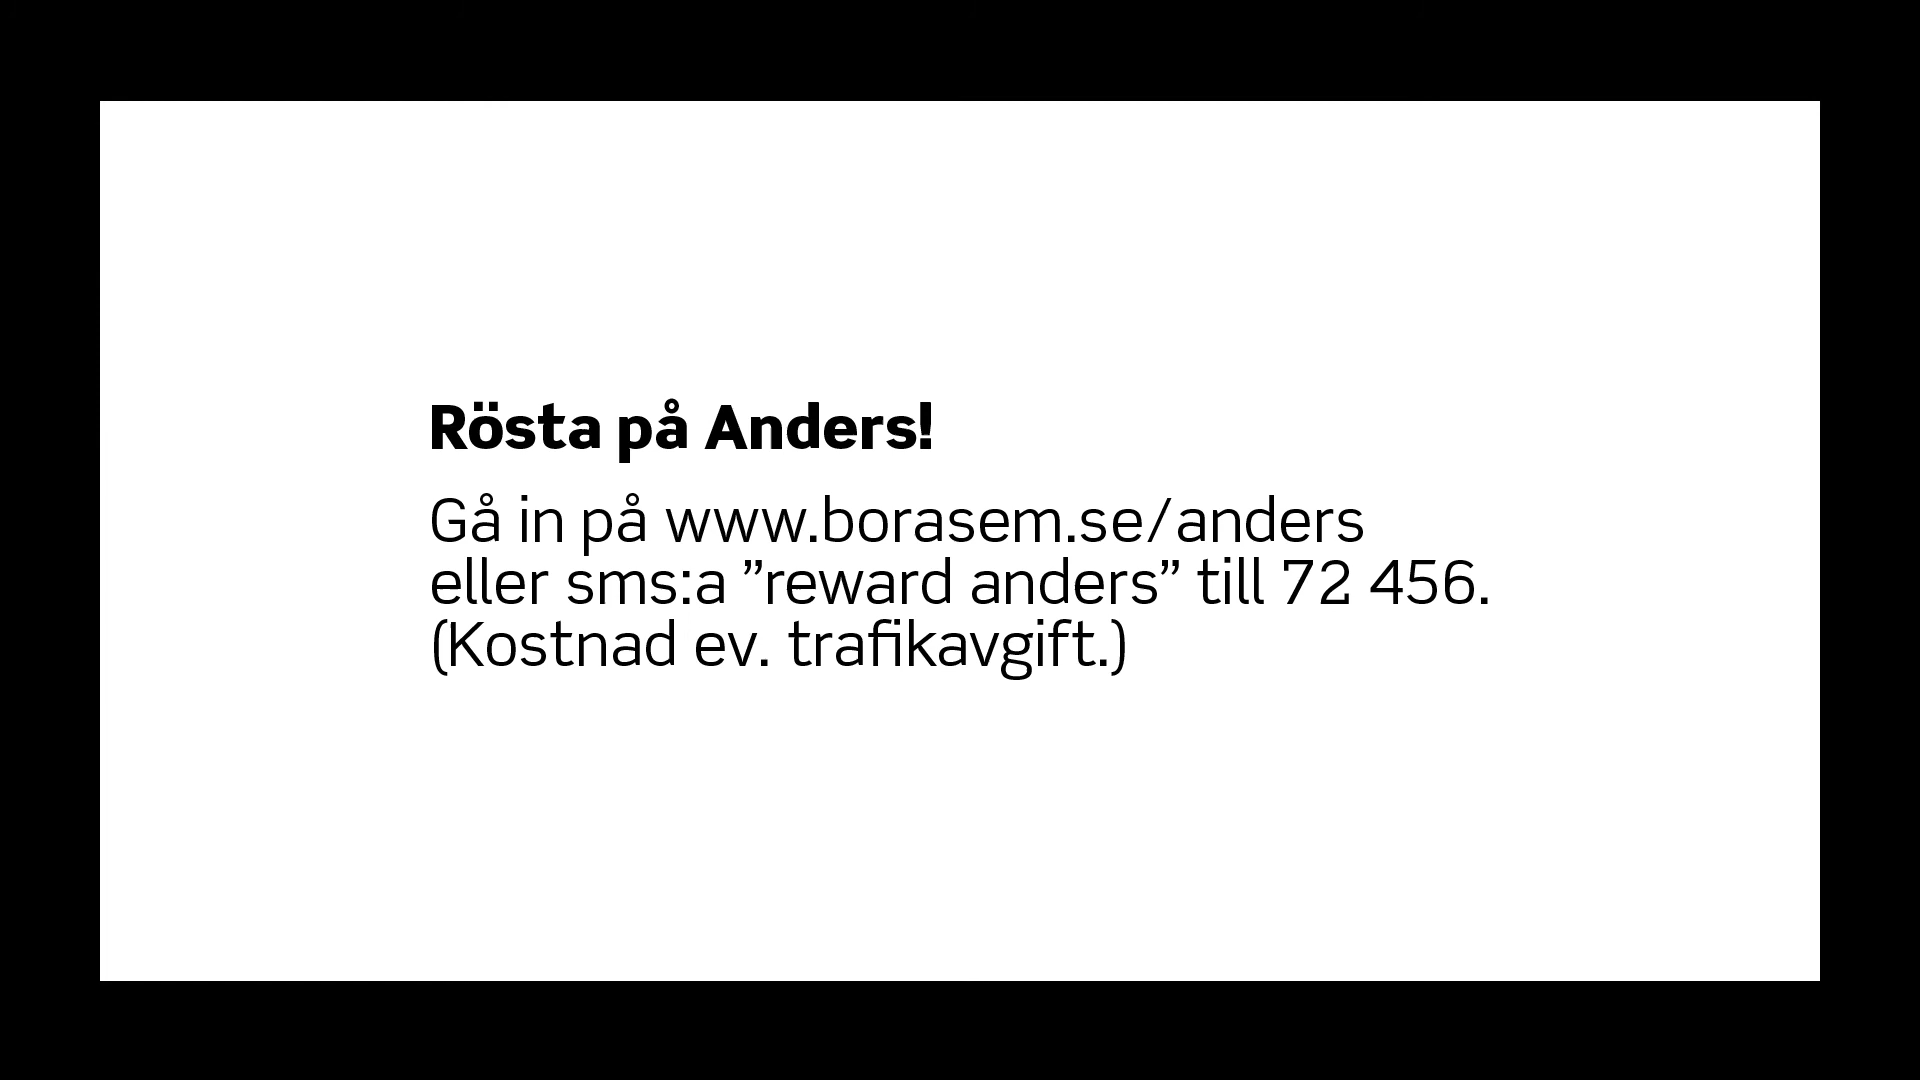 Rösta på Anders!
Gå in på www.borasem.se/anders
eller sms:a ”reward anders” till 72 456.
(Kostnad ev. trafikavgift.)